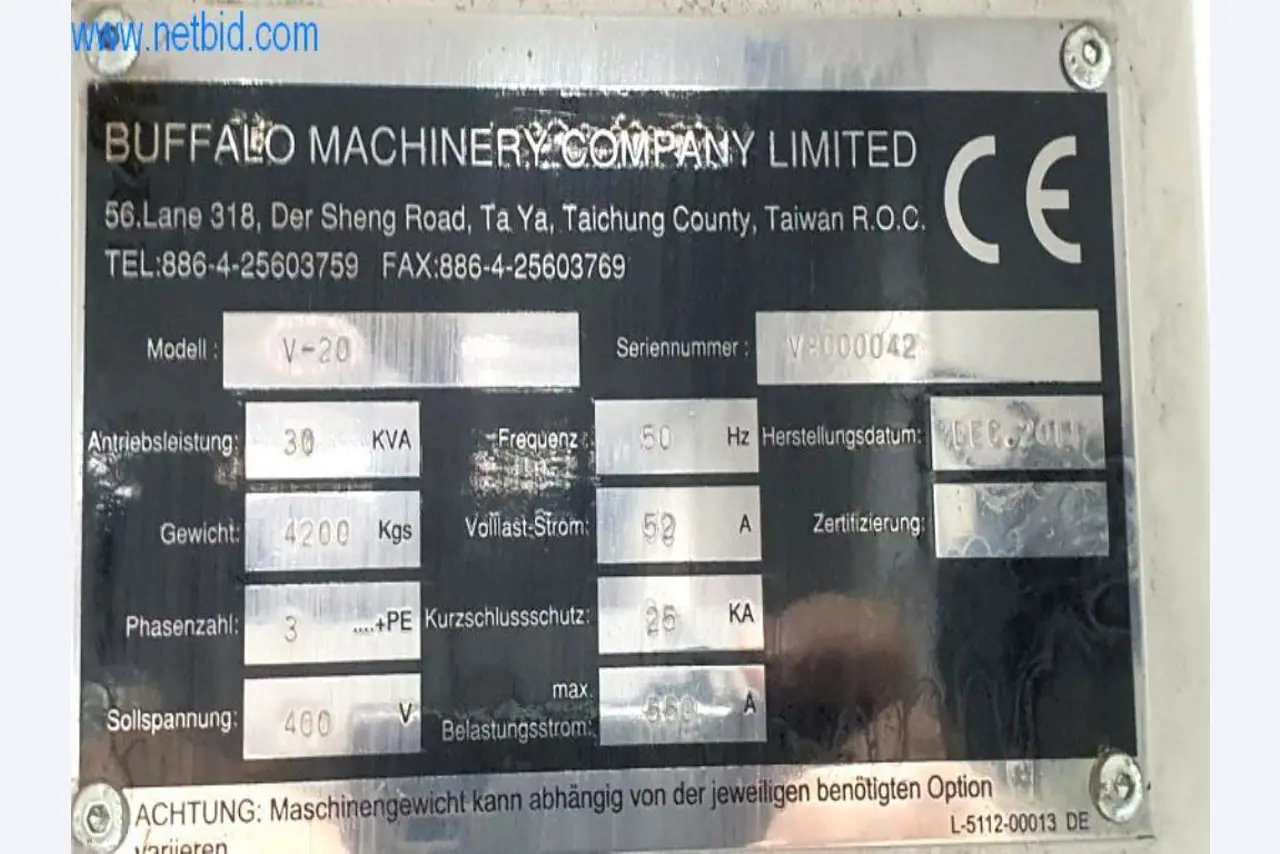 www.netbid.com
BUFFALO MACHINERY COMPANY LIMITED
CE
56.Lane 318, Der Sheng Road, Ta Ya, Taichung County, Taiwan R.O.C.
TEL:886-4-25603759 FAX:886-4-25603769
Modell : V-20 Seriennummer :
Antriebsleistung: 30 KVA Frequenz : 50 Hz Herstellungsdatum:
Gewicht: 4200 Kgs Volllast-Strom: 52 A Zertifizierung:
Phasenzahl: 3 ....+PE Kurzschlussschutz: 25 KA
Sollspannung: 400 V max. Belastungsstrom: A
ACHTUNG: Maschinengewicht kann abhängig von der jeweiligen benötigten Option
variieren
L-5112-00013 DE